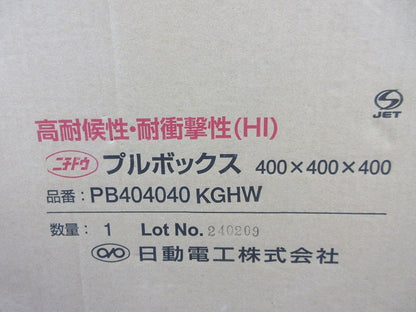 JET
高耐候性・耐衝撃性(HI)
ニチドウ プルボックス 400×400×400
品番：PB404040 KGHW
数量：1 Lot No. 240209
日動電工株式会社